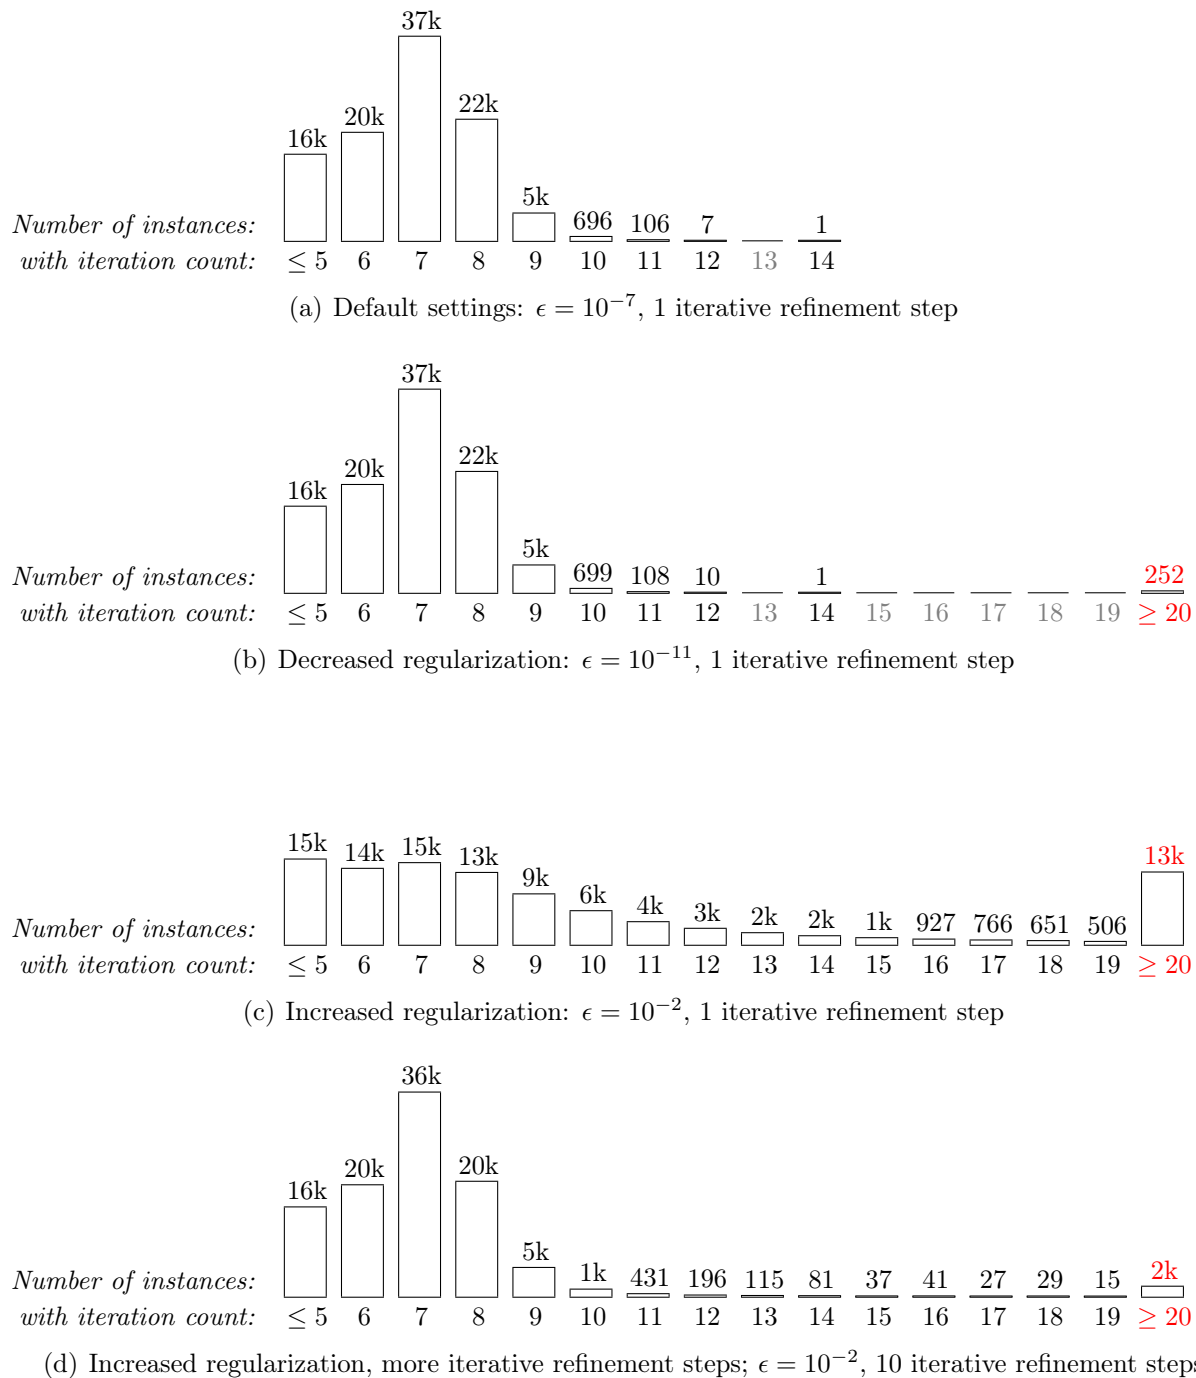 37k
22k
20k
16k
5k
Number of instances: 696 106 7 1
with iteration count: ≤ 5 6 7 8 9 10 11 12 13 14
(a) Default settings: ϵ = 10⁻⁷, 1 iterative refinement step
37k
22k
20k
16k
5k
Number of instances: 699 108 10 1 252
with iteration count: ≤ 5 6 7 8 9 10 11 12 13 14 15 16 17 18 19 ≥ 20
(b) Decreased regularization: ϵ = 10⁻¹¹, 1 iterative refinement step
15k 14k 15k 13k 13k
9k
6k
4k 3k 2k 2k 1k
Number of instances: 927 766 651 506
with iteration count: ≤ 5 6 7 8 9 10 11 12 13 14 15 16 17 18 19 ≥ 20
(c) Increased regularization: ϵ = 10⁻², 1 iterative refinement step
36k
20k 20k
16k
5k
Number of instances: 1k 431 196 115 81 37 41 27 29 15 2k
with iteration count: ≤ 5 6 7 8 9 10 11 12 13 14 15 16 17 18 19 ≥ 20
(d) Increased regularization, more iterative refinement steps; ϵ = 10⁻², 10 iterative refinement steps